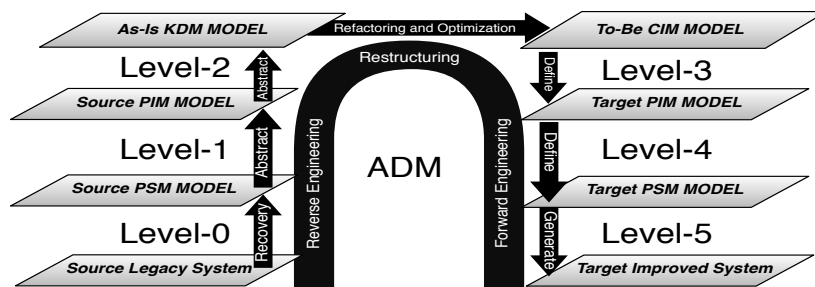 As-Is KDM MODEL
Refactoring and Optimization
To-Be CIM MODEL
Level-2
Abstract
Restructuring
Define
Level-3
Source PIM MODEL
Target PIM MODEL
Level-1
Abstract
Reverse Engineering
ADM
Forward Engineering
Define
Level-4
Source PSM MODEL
Target PSM MODEL
Level-0
Recovery
Generate
Level-5
Source Legacy System
Target Improved System